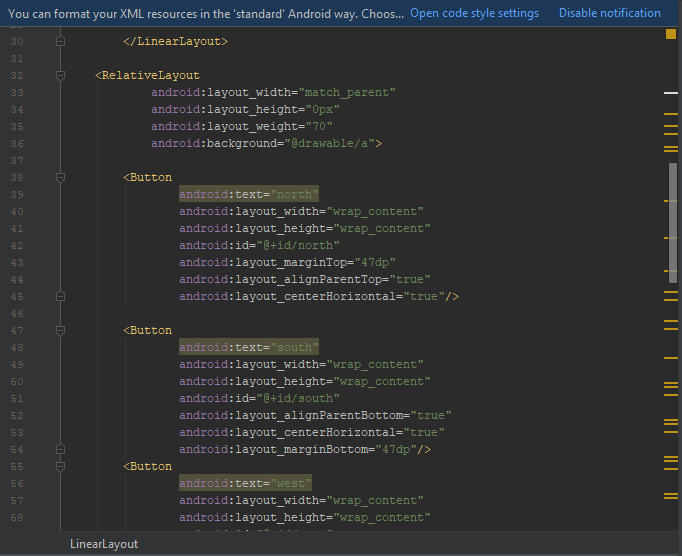 You can format your XML resources in the 'standard' Android way. Choos... Open code style settings Disable notification
30 </LinearLayout>
31
32 <RelativeLayout
33 android:layout_width="match_parent"
34 android:layout_height="0px"
35 android:layout_weight="70"
36 android:background="@drawable/a">
37
38 <Button
39 android:text="north"
40 android:layout_width="wrap_content"
41 android:layout_height="wrap_content"
42 android:id="@+id/north"
43 android:layout_marginTop="47dp"
44 android:layout_alignParentTop="true"
45 android:layout_centerHorizontal="true"/>
46
47 <Button
48 android:text="south"
49 android:layout_width="wrap_content"
50 android:layout_height="wrap_content"
51 android:id="@+id/south"
52 android:layout_alignParentBottom="true"
53 android:layout_centerHorizontal="true"
54 android:layout_marginBottom="47dp"/>
55 <Button
56 android:text="west"
57 android:layout_width="wrap_content"
58 android:layout_height="wrap_content"
LinearLayout